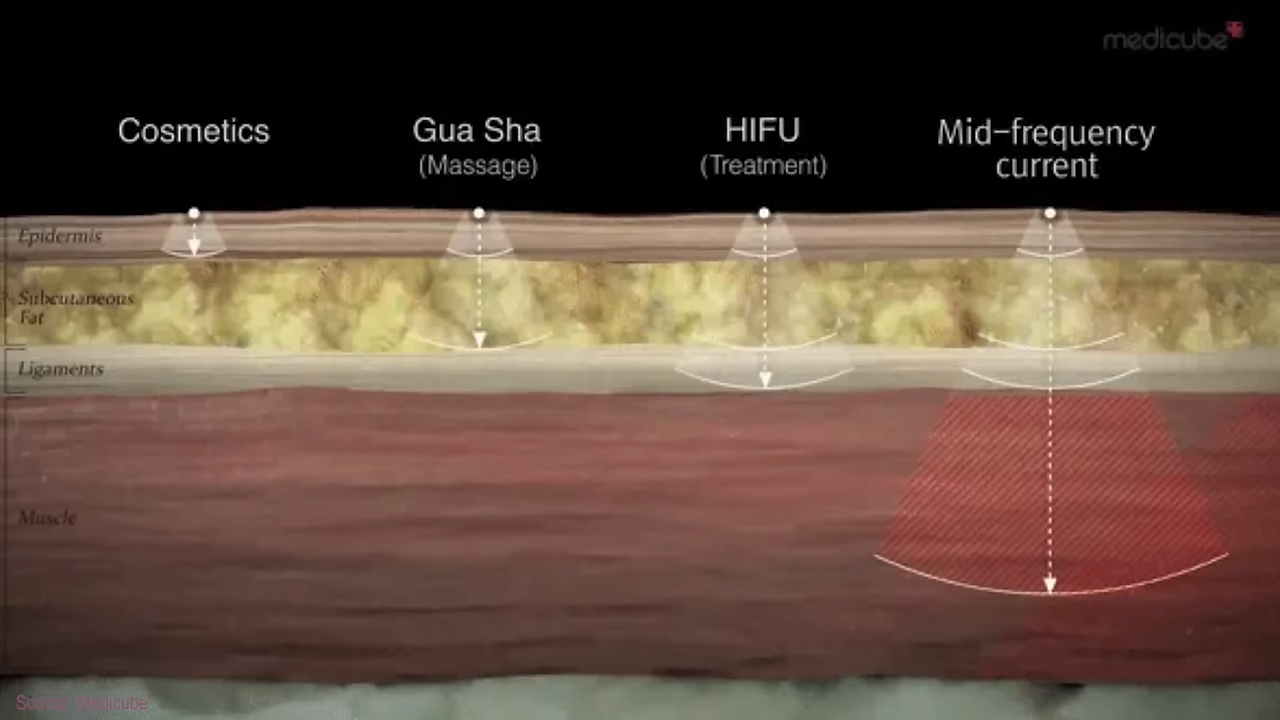 medicube
Cosmetics
Gua Sha
(Massage)
HIFU
(Treatment)
Mid-frequency
current
Epidermis
Subcutaneous
Fat
Ligaments
Muscle
Source: Medicube